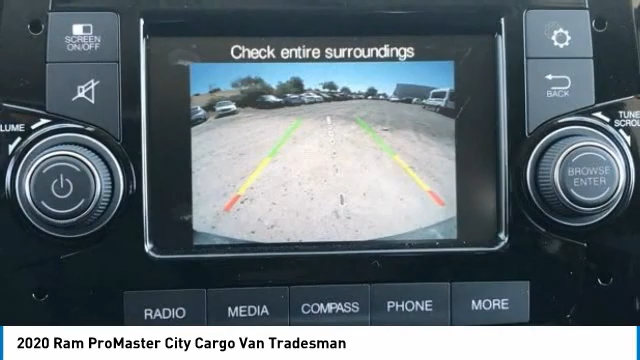 SCREEN
ON/OFF
Check entire surroundings
BACK
VOLUME
TUNE
SCROLL
BROWSE
ENTER
RADIO
MEDIA
COMPASS
PHONE
MORE
2020 Ram ProMaster City Cargo Van Tradesman